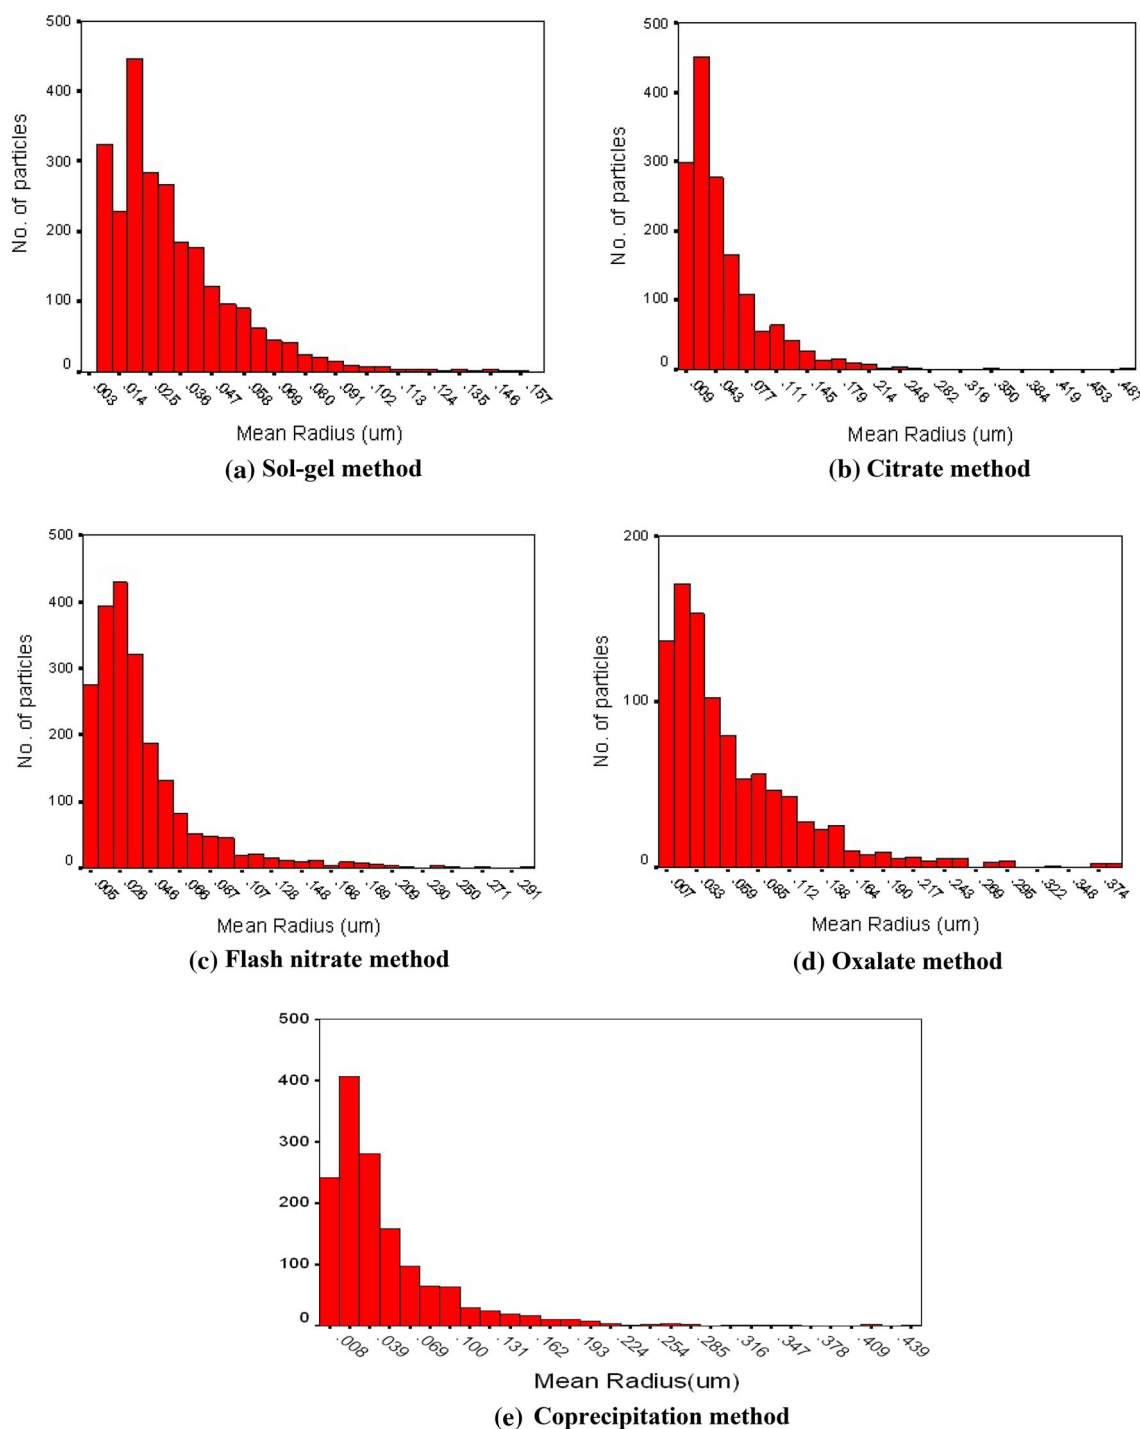 500
400
300
200
100
0
No. of particles
.003 .014 .025 .036 .047 .058 .069 .080 .091 .102 .113 .124 .135 .146 .157
Mean Radius (um)
(a) Sol-gel method
500
400
300
200
100
0
No. of particles
.009 .043 .077 .111 .145 .179 .214 .248 .282 .316 .350 .384 .419 .453 .487
Mean Radius (um)
(b) Citrate method
500
400
300
200
100
0
No. of particles
.005 .026 .046 .066 .087 .107 .128 .148 .168 .189 .209 .230 .250 .271 .291
Mean Radius (um)
(c) Flash nitrate method
200
100
0
No. of particles
.007 .033 .059 .085 .112 .138 .164 .190 .217 .243 .269 .295 .322 .348 .374
Mean Radius (um)
(d) Oxalate method
500
400
300
200
100
0
.008 .039 .069 .100 .131 .162 .193 .224 .254 .285 .316 .347 .378 .409 .439
Mean Radius(um)
(e) Coprecipitation method